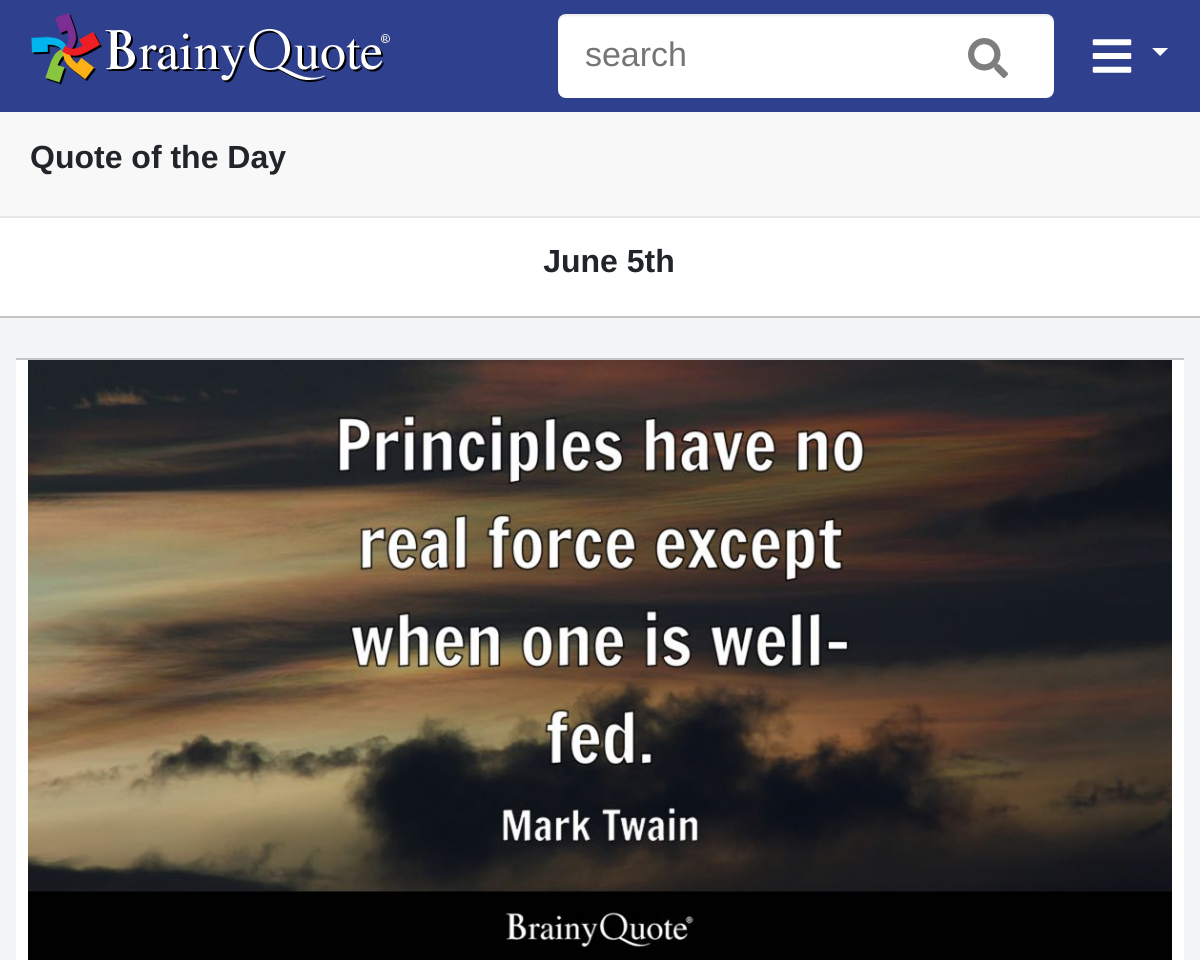 BrainyQuote®
search
Quote of the Day
June 5th
Principles have no
real force except
when one is well-
fed.
Mark Twain
BrainyQuote®